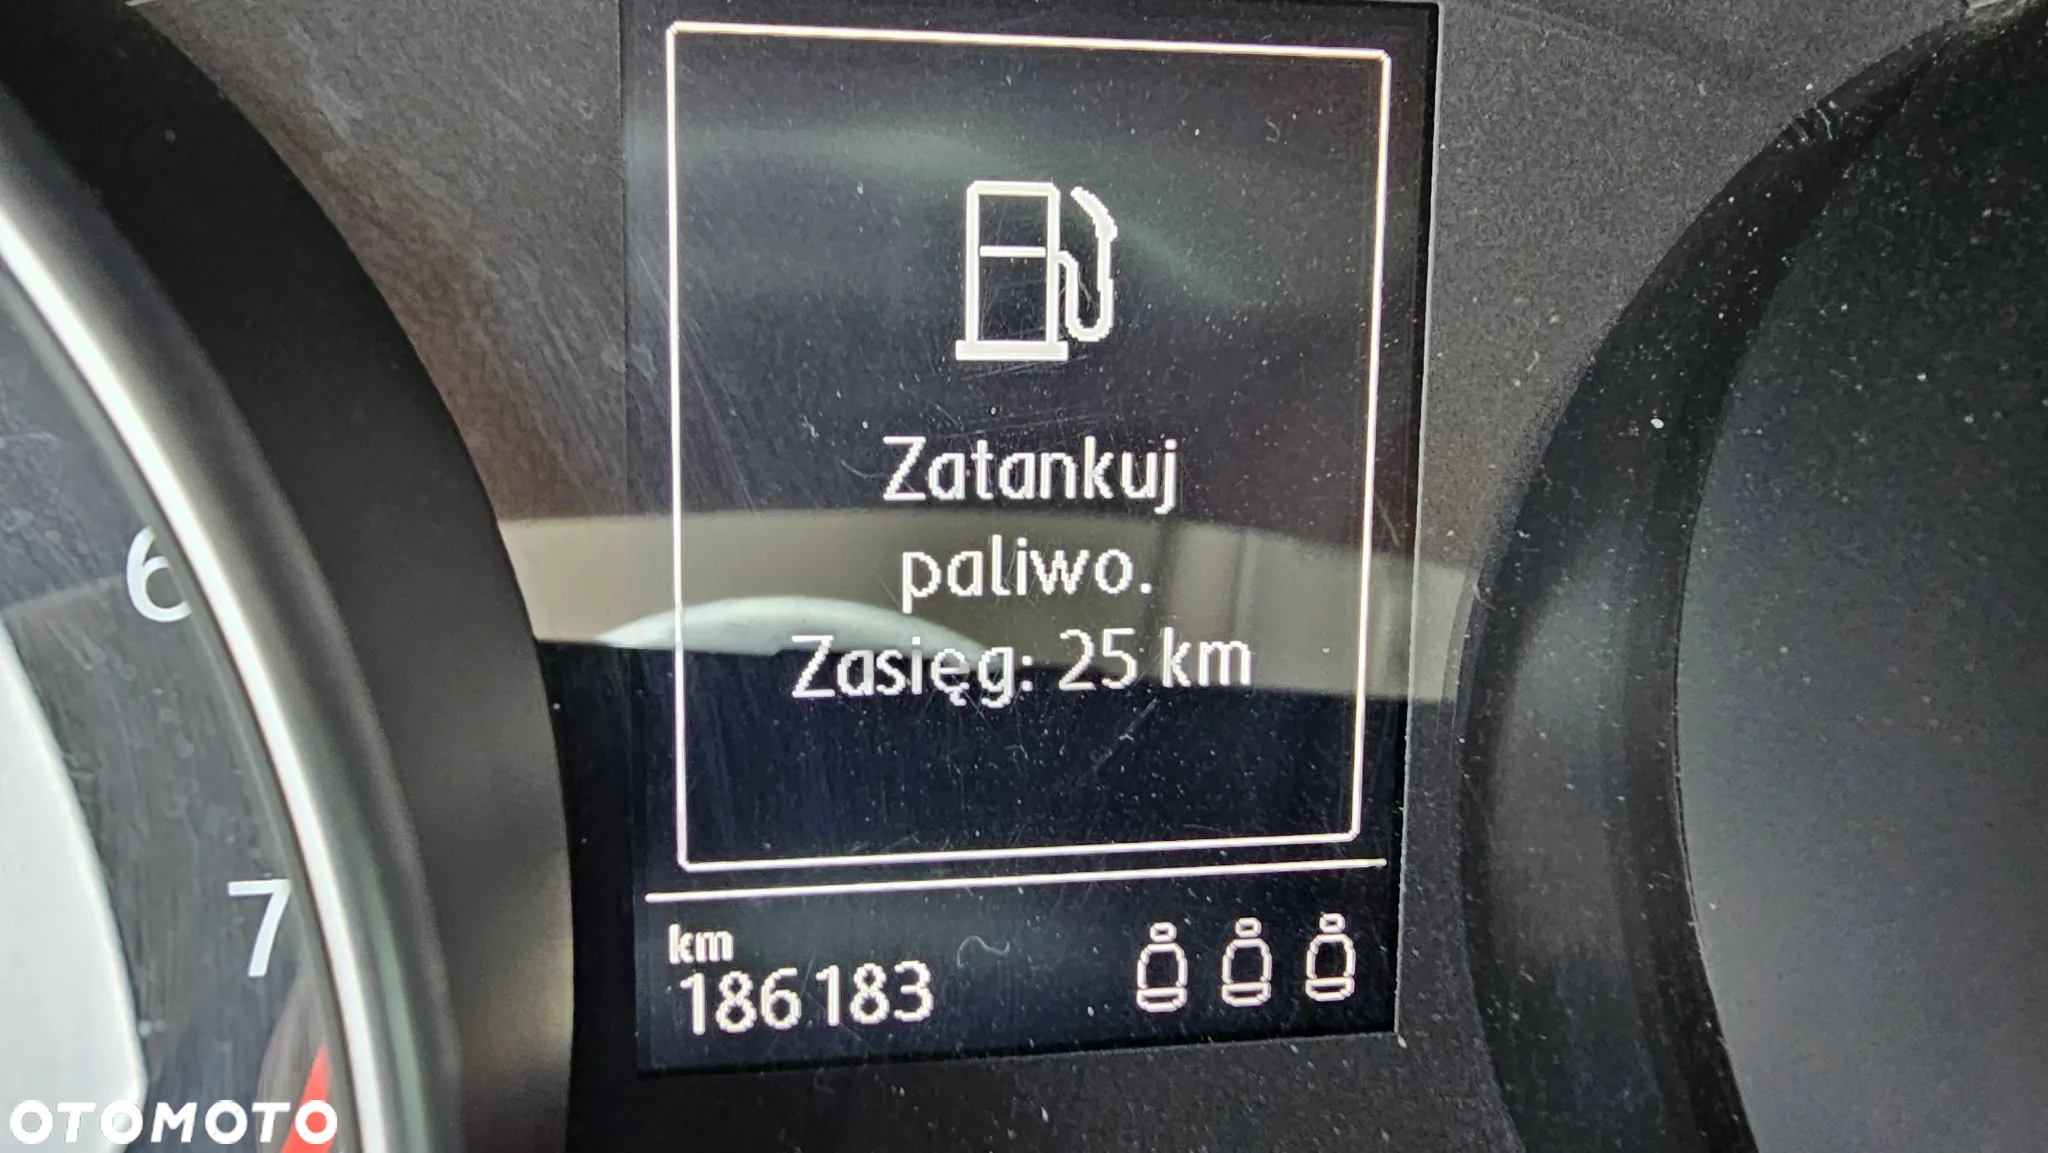 6
7
Zatankuj
paliwo.
Zasięg: 25 km
km
186183
OTOMOTO